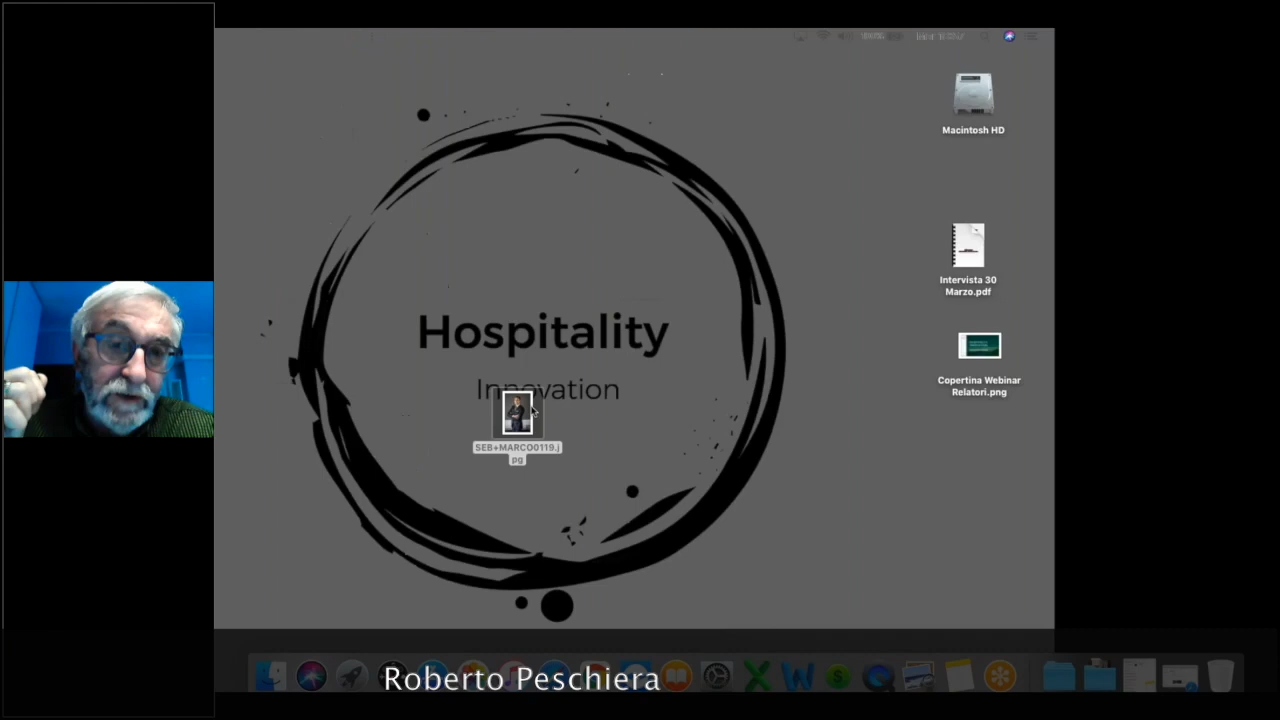 Macintosh HD
Hospitality
Innovation
Intervista 30
Marzo.pdf
Copertina Webinar
Relatori.png
SEB+MARCO0119.j
pg
Roberto Peschiera